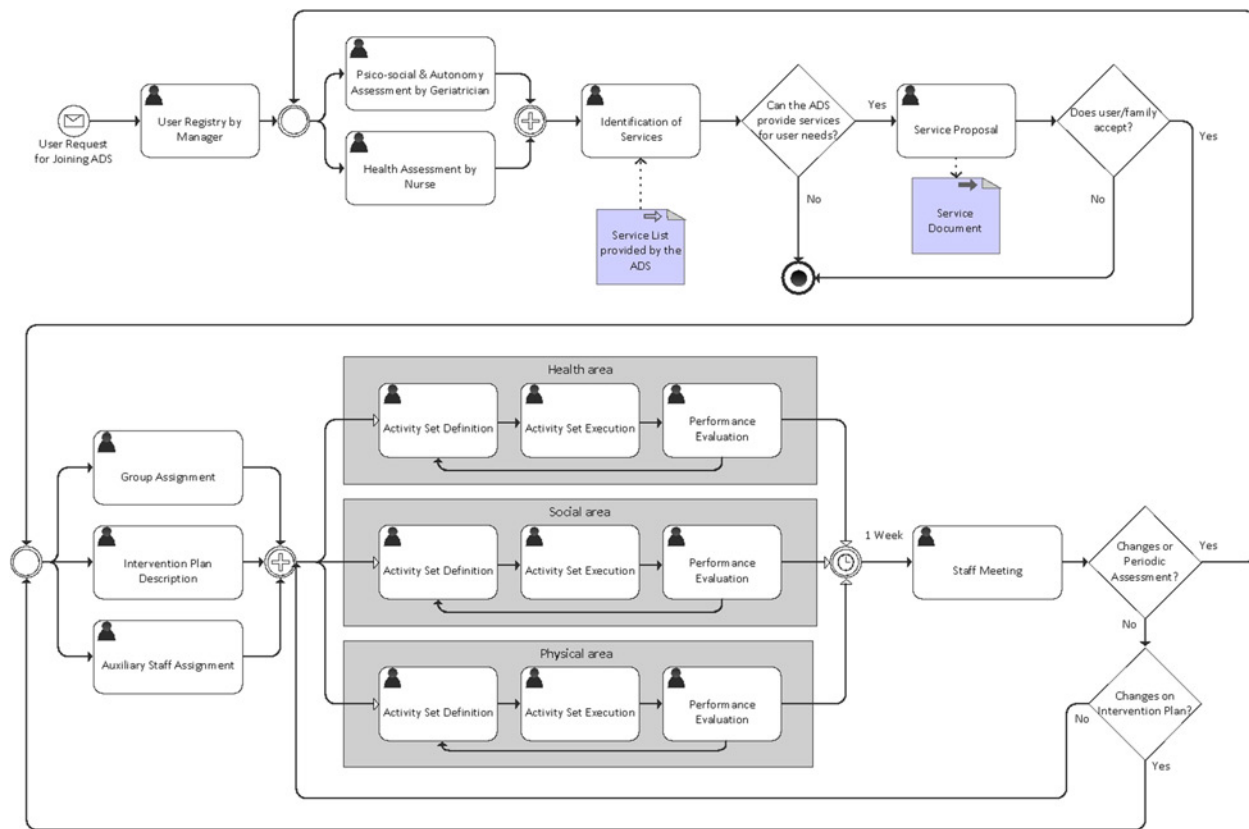 User Request
for Joining ADS
User Registry by
Manager
Psico-social & Autonomy
Assessment by Geriatrician
Health Assessment by
Nurse
Identification of
Services
Service List
provided by the
ADS
Can the ADS
provide services
for user needs?
Yes
No
Service Proposal
Service
Document
Does user/family
accept?
Yes
No
Group Assignment
Intervention Plan
Description
Auxiliary Staff Assignment
Health area
Activity Set Definition
Activity Set Execution
Performance
Evaluation
Social area
Activity Set Definition
Activity Set Execution
Performance
Evaluation
Physical area
Activity Set Definition
Activity Set Execution
Performance
Evaluation
1 Week
Staff Meeting
Changes or
Periodic
Assessment?
Yes
No
Changes on
Intervention Plan?
No
Yes